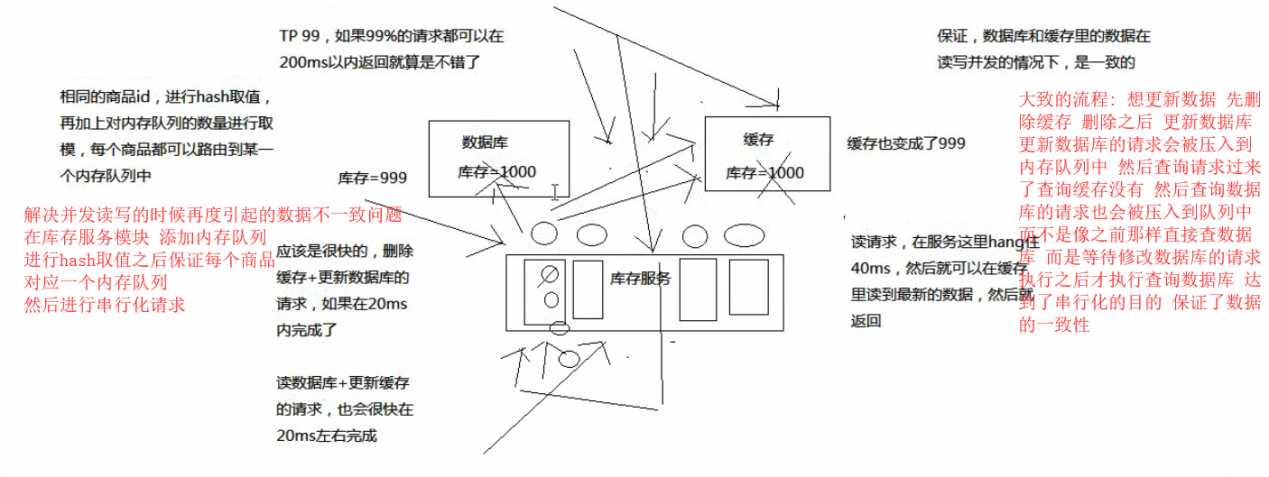 TP 99，如果99%的请求都可以在
200ms以内返回就算是不错了
保证，数据库和缓存里的数据在
读写并发的情况下，是一致的
相同的商品id，进行hash取值，
再加上对内存队列的数量进行取
模，每个商品都可以路由到某一
个内存队列中
大致的流程: 想更新数据 先删
除缓存 删除之后 更新数据库
更新数据库的请求会被压入到
内存队列中 然后查询请求过来
了查询缓存没有 然后查询数据
库的请求也会被压入到队列中
而不是像之前那样直接查数据
库 而是等待修改数据库的请求
执行之后才执行查询数据库 达
到了串行化的目的 保证了数据
的一致性
数据库
库存=1000
缓存
库存=1000
缓存也变成了999
库存=999
解决并发读写的时候再度引起的数据不一致问题
在库存服务模块 添加内存队列
进行hash取值之后保证每个商品
对应一个内存队列
然后进行串行化请求
应该是很快的，删除
缓存+更新数据库的
请求，如果在20ms
内完成了
库存服务
读请求，在服务这里hang住
40ms，然后就可以在缓存
里读到最新的数据，然后就
返回
读数据库+更新缓存
的请求，也会很快在
20ms左右完成